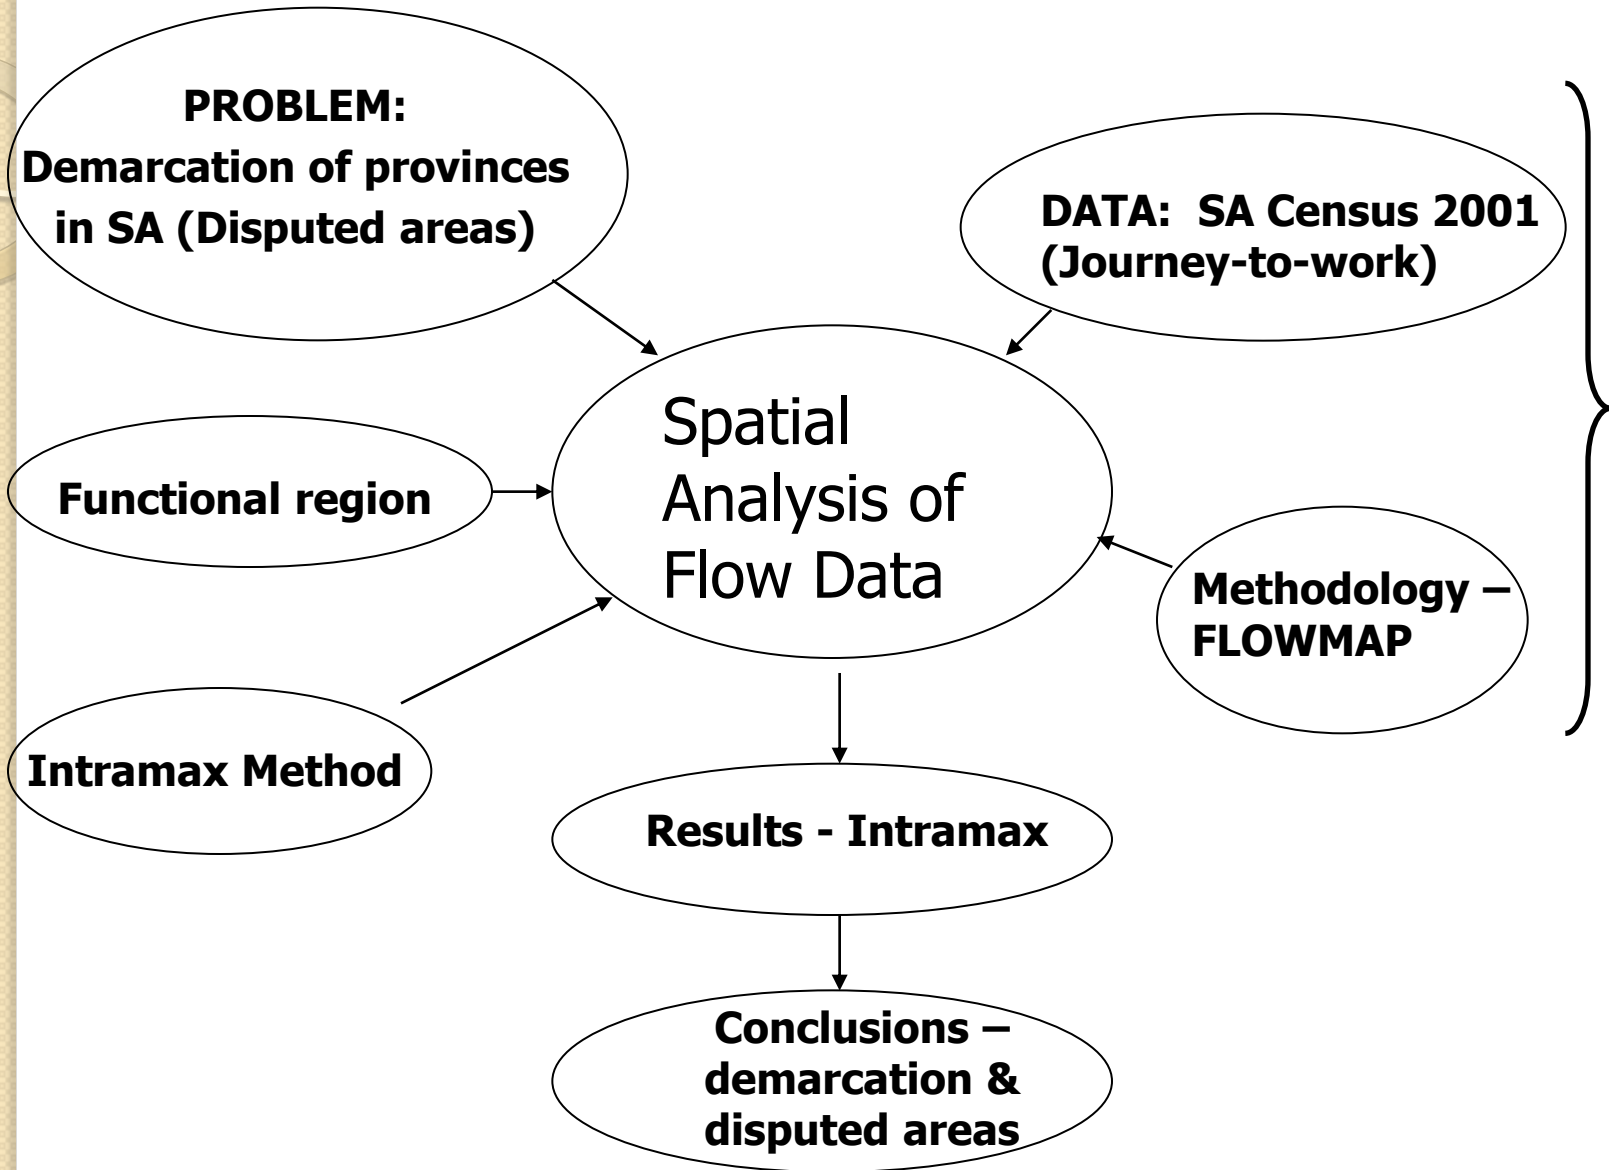 PROBLEM:
Demarcation of provinces
in SA (Disputed areas)
DATA:  SA Census 2001
(Journey-to-work)
Spatial
Analysis of
Flow Data
Functional region
Methodology –
FLOWMAP
Intramax Method
Results - Intramax
Conclusions –
demarcation &
disputed areas